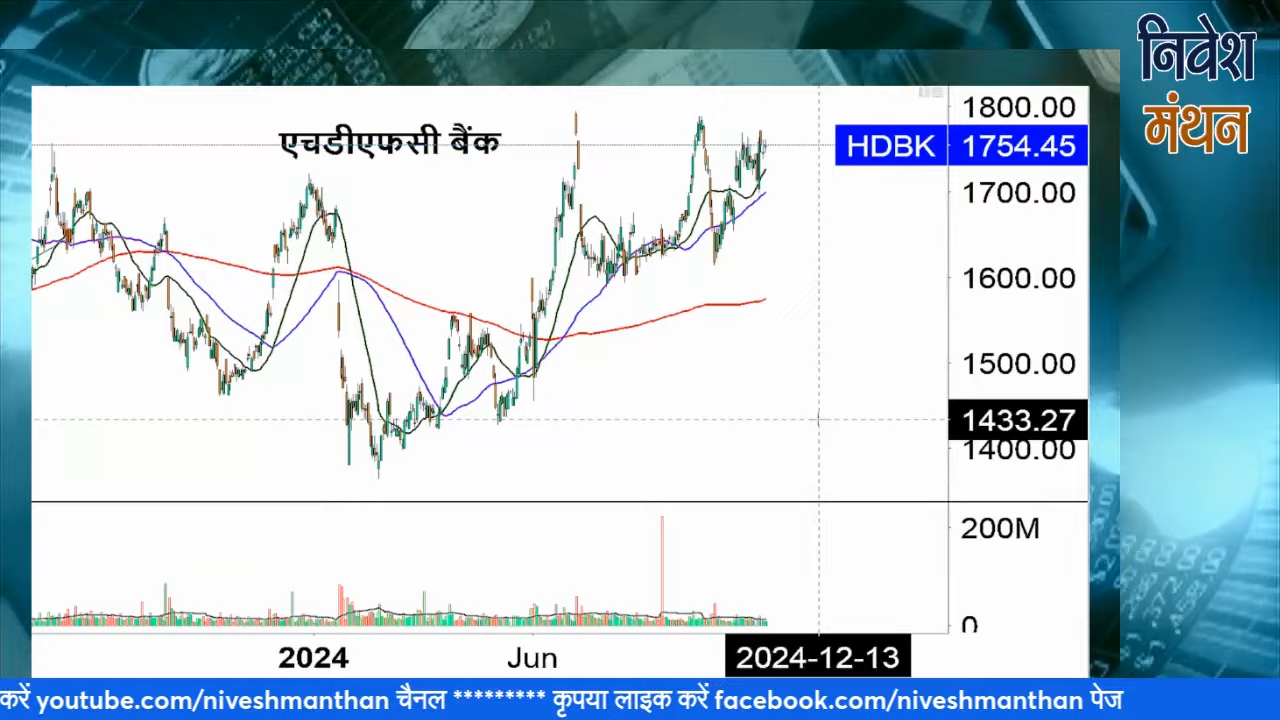 निवेश
मंथन
एचडीएफसी बैंक
1800.00
HDBK 1754.45
1700.00
1600.00
1500.00
1433.27
1400.00
200M
0
2024 Jun 2024-12-13
करें youtube.com/niveshmanthan चैनल ********* कृपया लाइक करें facebook.com/niveshmanthan पेज